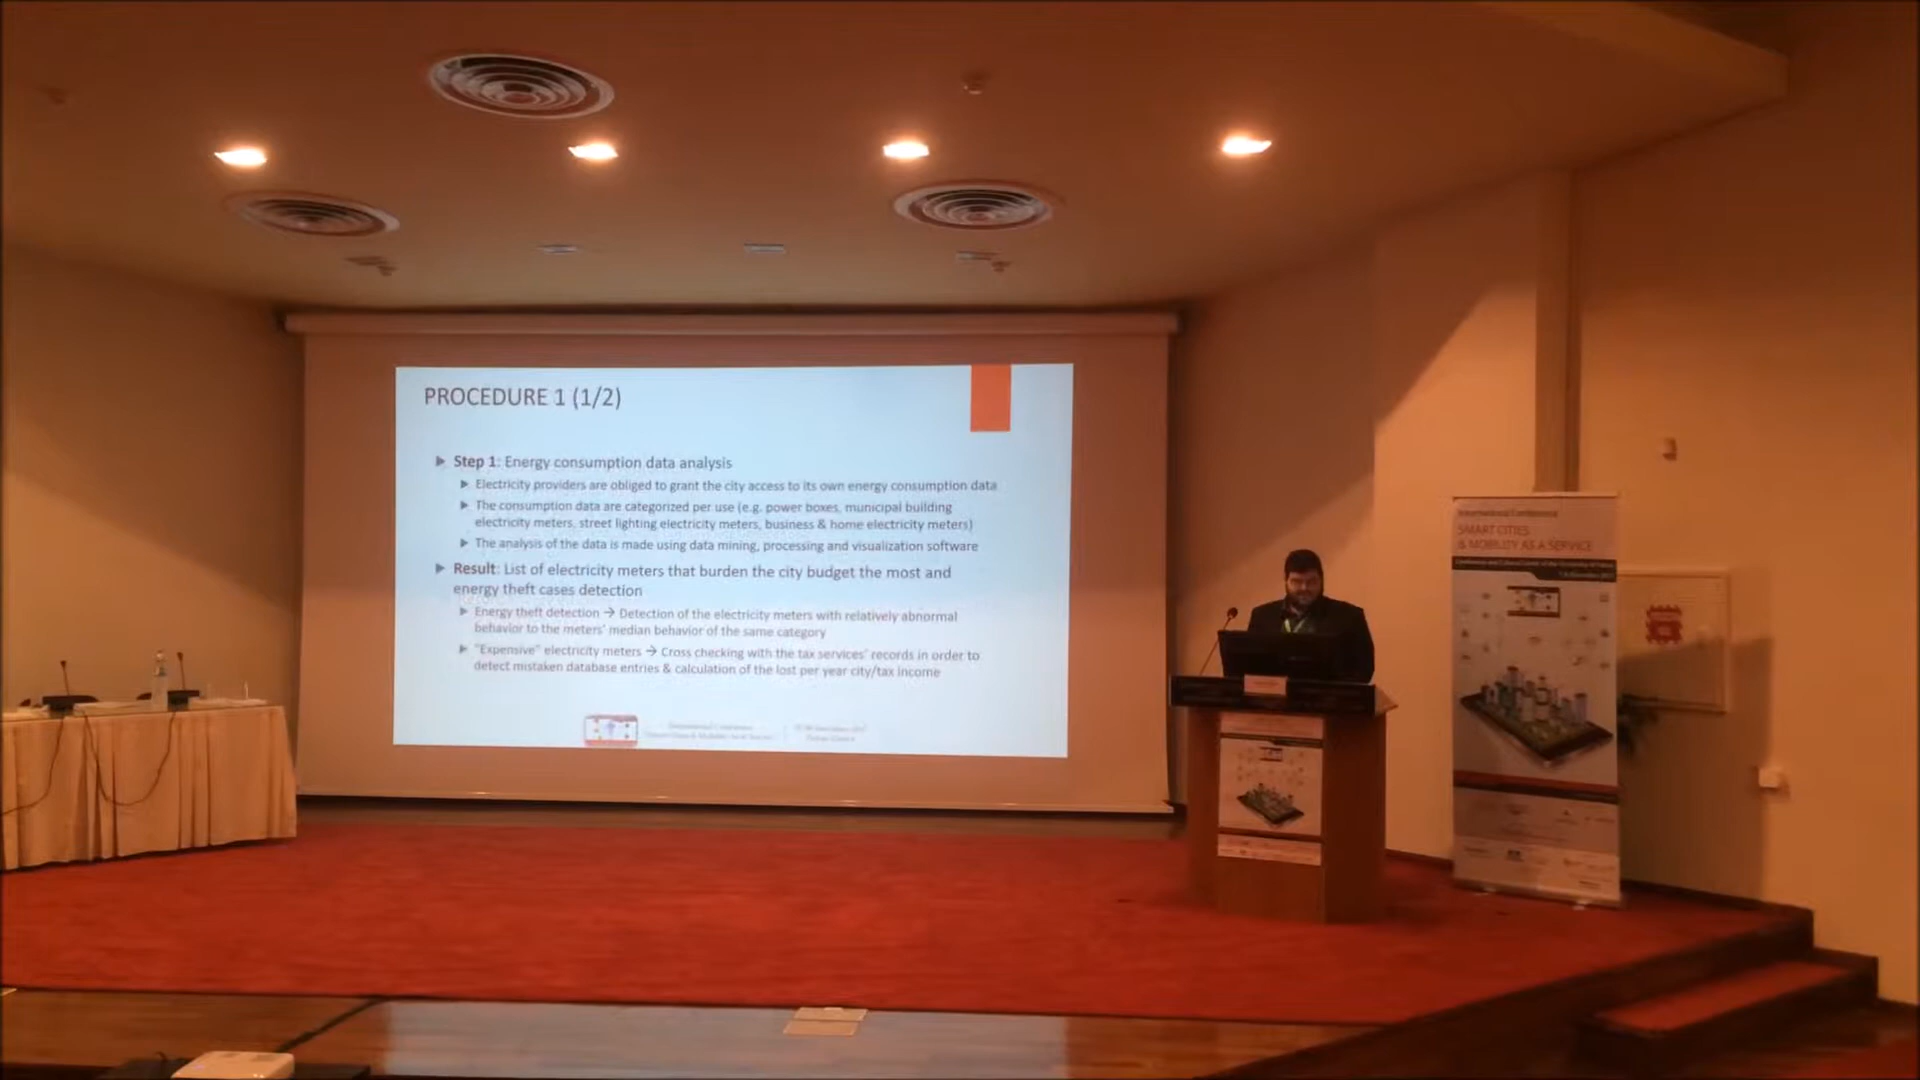 PROCEDURE 1 (1/2)
Step 1: Energy consumption data analysis
Electricity providers are obliged to grant the city access to its own energy consumption data
The consumption data are categorized per use (e.g. power boxes, municipal building
electricity meters, street lighting electricity meters, business & home electricity meters)
The analysis of the data is made using data mining, processing and visualization software
Result: List of electricity meters that burden the city budget the most and
energy theft cases detection
Energy theft detection → Detection of the electricity meters with relatively abnormal
behavior to the meters' median behavior of the same category
"Expensive" electricity meters → Cross checking with the tax services' records in order to
detect mistaken database entries & calculation of the lost per year city/tax income
International Conference
SMART CITIES
& MOBILITY AS A SERVICE